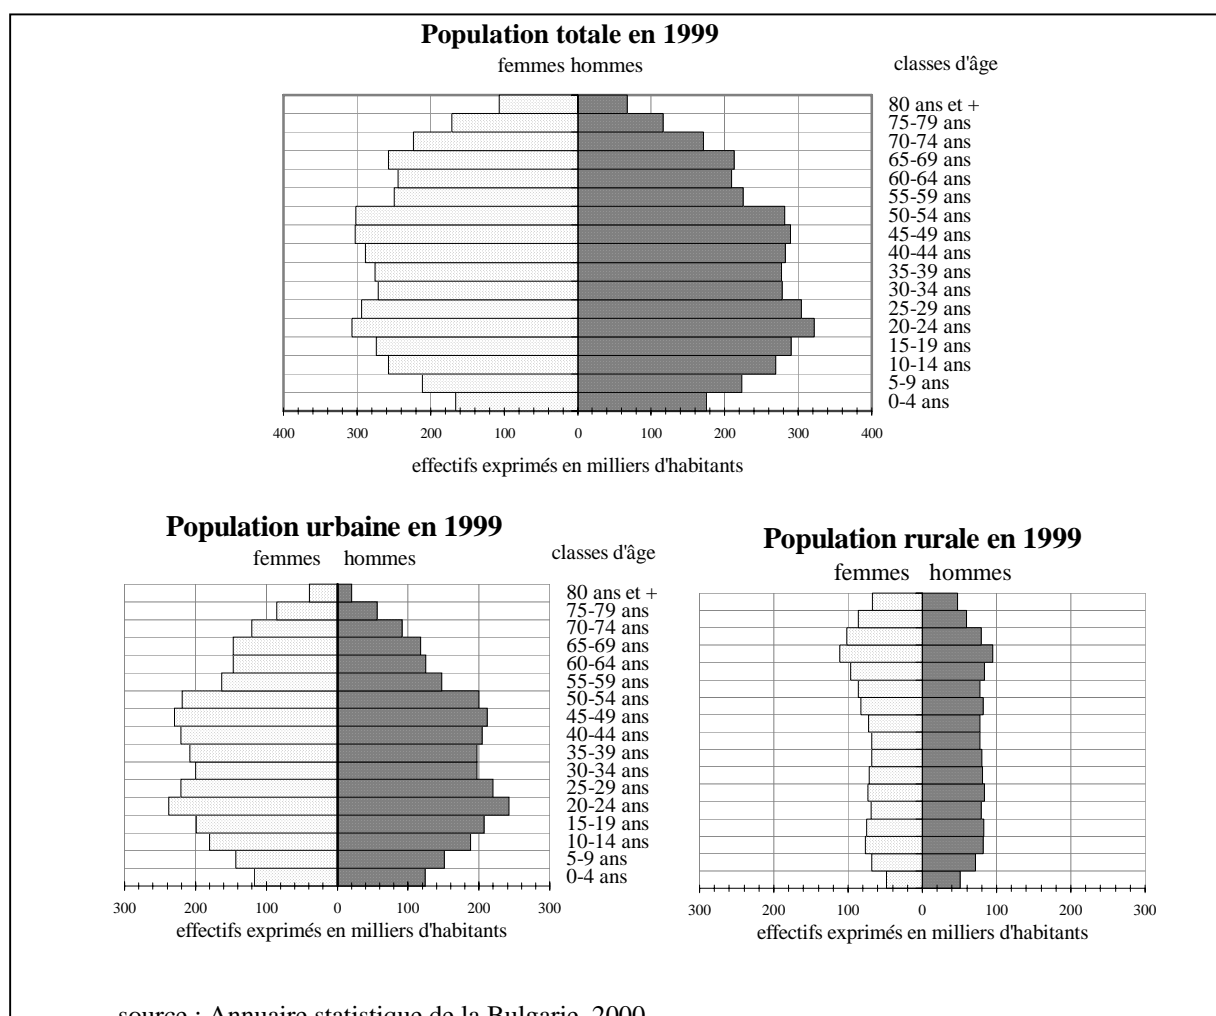 Population totale en 1999
femmes hommes
classes d'âge
80 ans et +
75-79 ans
70-74 ans
65-69 ans
60-64 ans
55-59 ans
50-54 ans
45-49 ans
40-44 ans
35-39 ans
30-34 ans
25-29 ans
20-24 ans
15-19 ans
10-14 ans
5-9 ans
0-4 ans
400 300 200 100 0 100 200 300 400
effectifs exprimés en milliers d'habitants
Population urbaine en 1999
femmes hommes
classes d'âge
80 ans et +
75-79 ans
70-74 ans
65-69 ans
60-64 ans
55-59 ans
50-54 ans
45-49 ans
40-44 ans
35-39 ans
30-34 ans
25-29 ans
20-24 ans
15-19 ans
10-14 ans
5-9 ans
0-4 ans
300 200 100 0 100 200 300
effectifs exprimés en milliers d'habitants
Population rurale en 1999
femmes hommes
300 200 100 0 100 200 300
effectifs exprimés en milliers d'habitants
source : Annuaire statistique de la Bulgarie, 2000